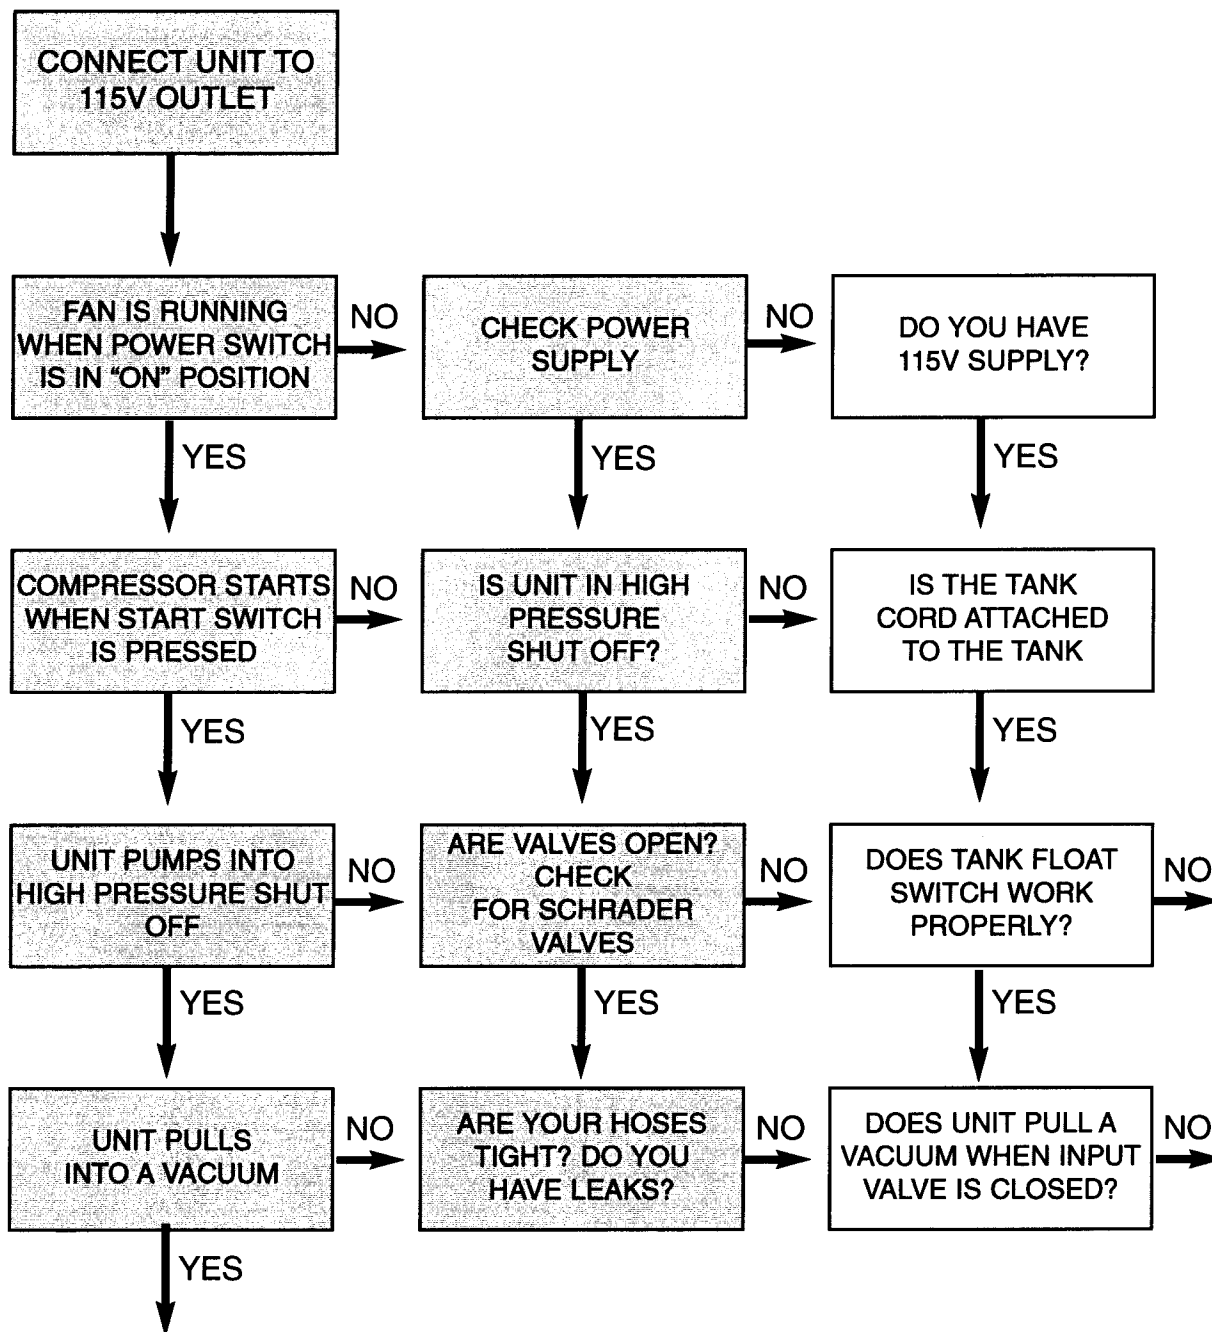 CONNECT UNIT TO
115V OUTLET
FAN IS RUNNING
WHEN POWER SWITCH
IS IN "ON" POSITION
NO
CHECK POWER
SUPPLY
NO
DO YOU HAVE
115V SUPPLY?
YES
YES
YES
COMPRESSOR STARTS
WHEN START SWITCH
IS PRESSED
NO
IS UNIT IN HIGH
PRESSURE
SHUT OFF?
NO
IS THE TANK
CORD ATTACHED
TO THE TANK
YES
YES
YES
UNIT PUMPS INTO
HIGH PRESSURE SHUT
OFF
NO
ARE VALVES OPEN?
CHECK
FOR SCHRADER
VALVES
NO
DOES TANK FLOAT
SWITCH WORK
PROPERLY?
NO
YES
YES
YES
UNIT PULLS
INTO A VACUUM
NO
ARE YOUR HOSES
TIGHT? DO YOU
HAVE LEAKS?
NO
DOES UNIT PULL A
VACUUM WHEN INPUT
VALVE IS CLOSED?
NO
YES